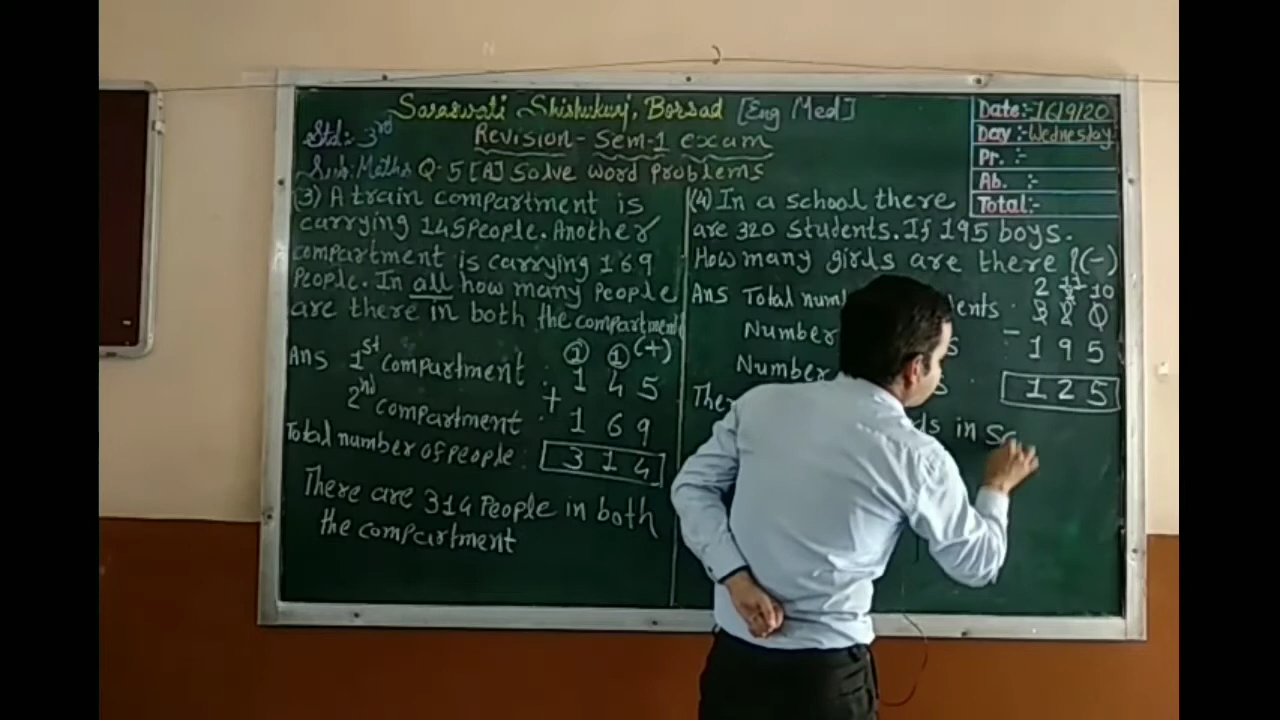 Saraswati Shishukunj, Borsad [Eng Med]
Std:- 3rd
Revision - Sem-1 exam
Sub:- Maths Q-5 [A] Solve word problems
Date:- 16/9/20
Day :- Wednesday
Pr. :-
Ab. :-
Total:-
(3) A train compartment is
carrying 145 People. Another
compartment is carrying 169
People. In all how many People
are there in both the compartment
(+)
1 1
Ans 1st compartment : 1 4 5
2nd compartment : + 1 6 9
Total number of people : 3 1 4
There are 314 People in both
the compartment
(4) In a school there
are 320 students. If 195 boys.
How many girls are there ? (-)
2 11 10
2
Ans Total num ents : 3 2 0
Number s - 1 9 5
Number s 1 2 5
The ls in Sc